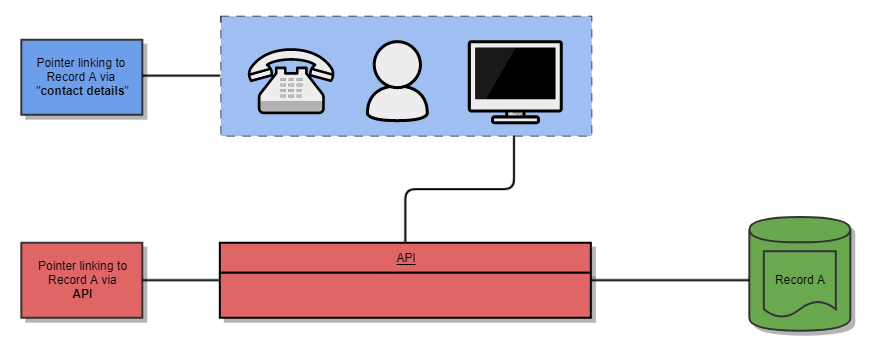 Pointer linking to
Record A via
"contact details"
Pointer linking to
Record A via
API
API
Record A